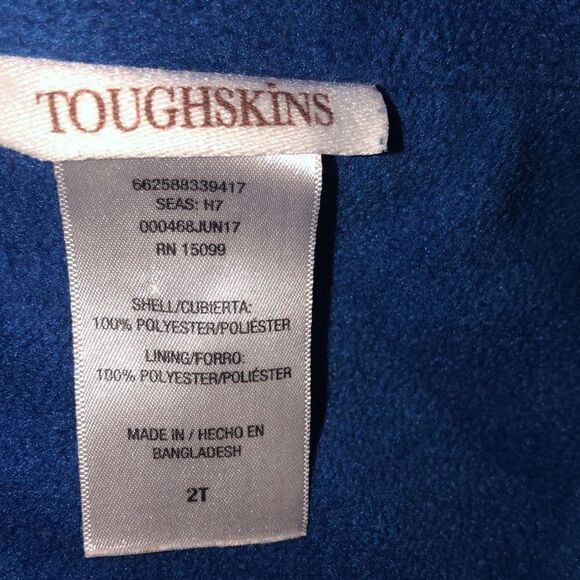 TOUGHSKINS
662588339417
SEAS: H7
000468JUN17
RN 15099
SHELL/CUBIERTA:
100% POLYESTER/POLIÉSTER
LINING/FORRO:
100% POLYESTER/POLIÉSTER
MADE IN / HECHO EN
BANGLADESH
2T